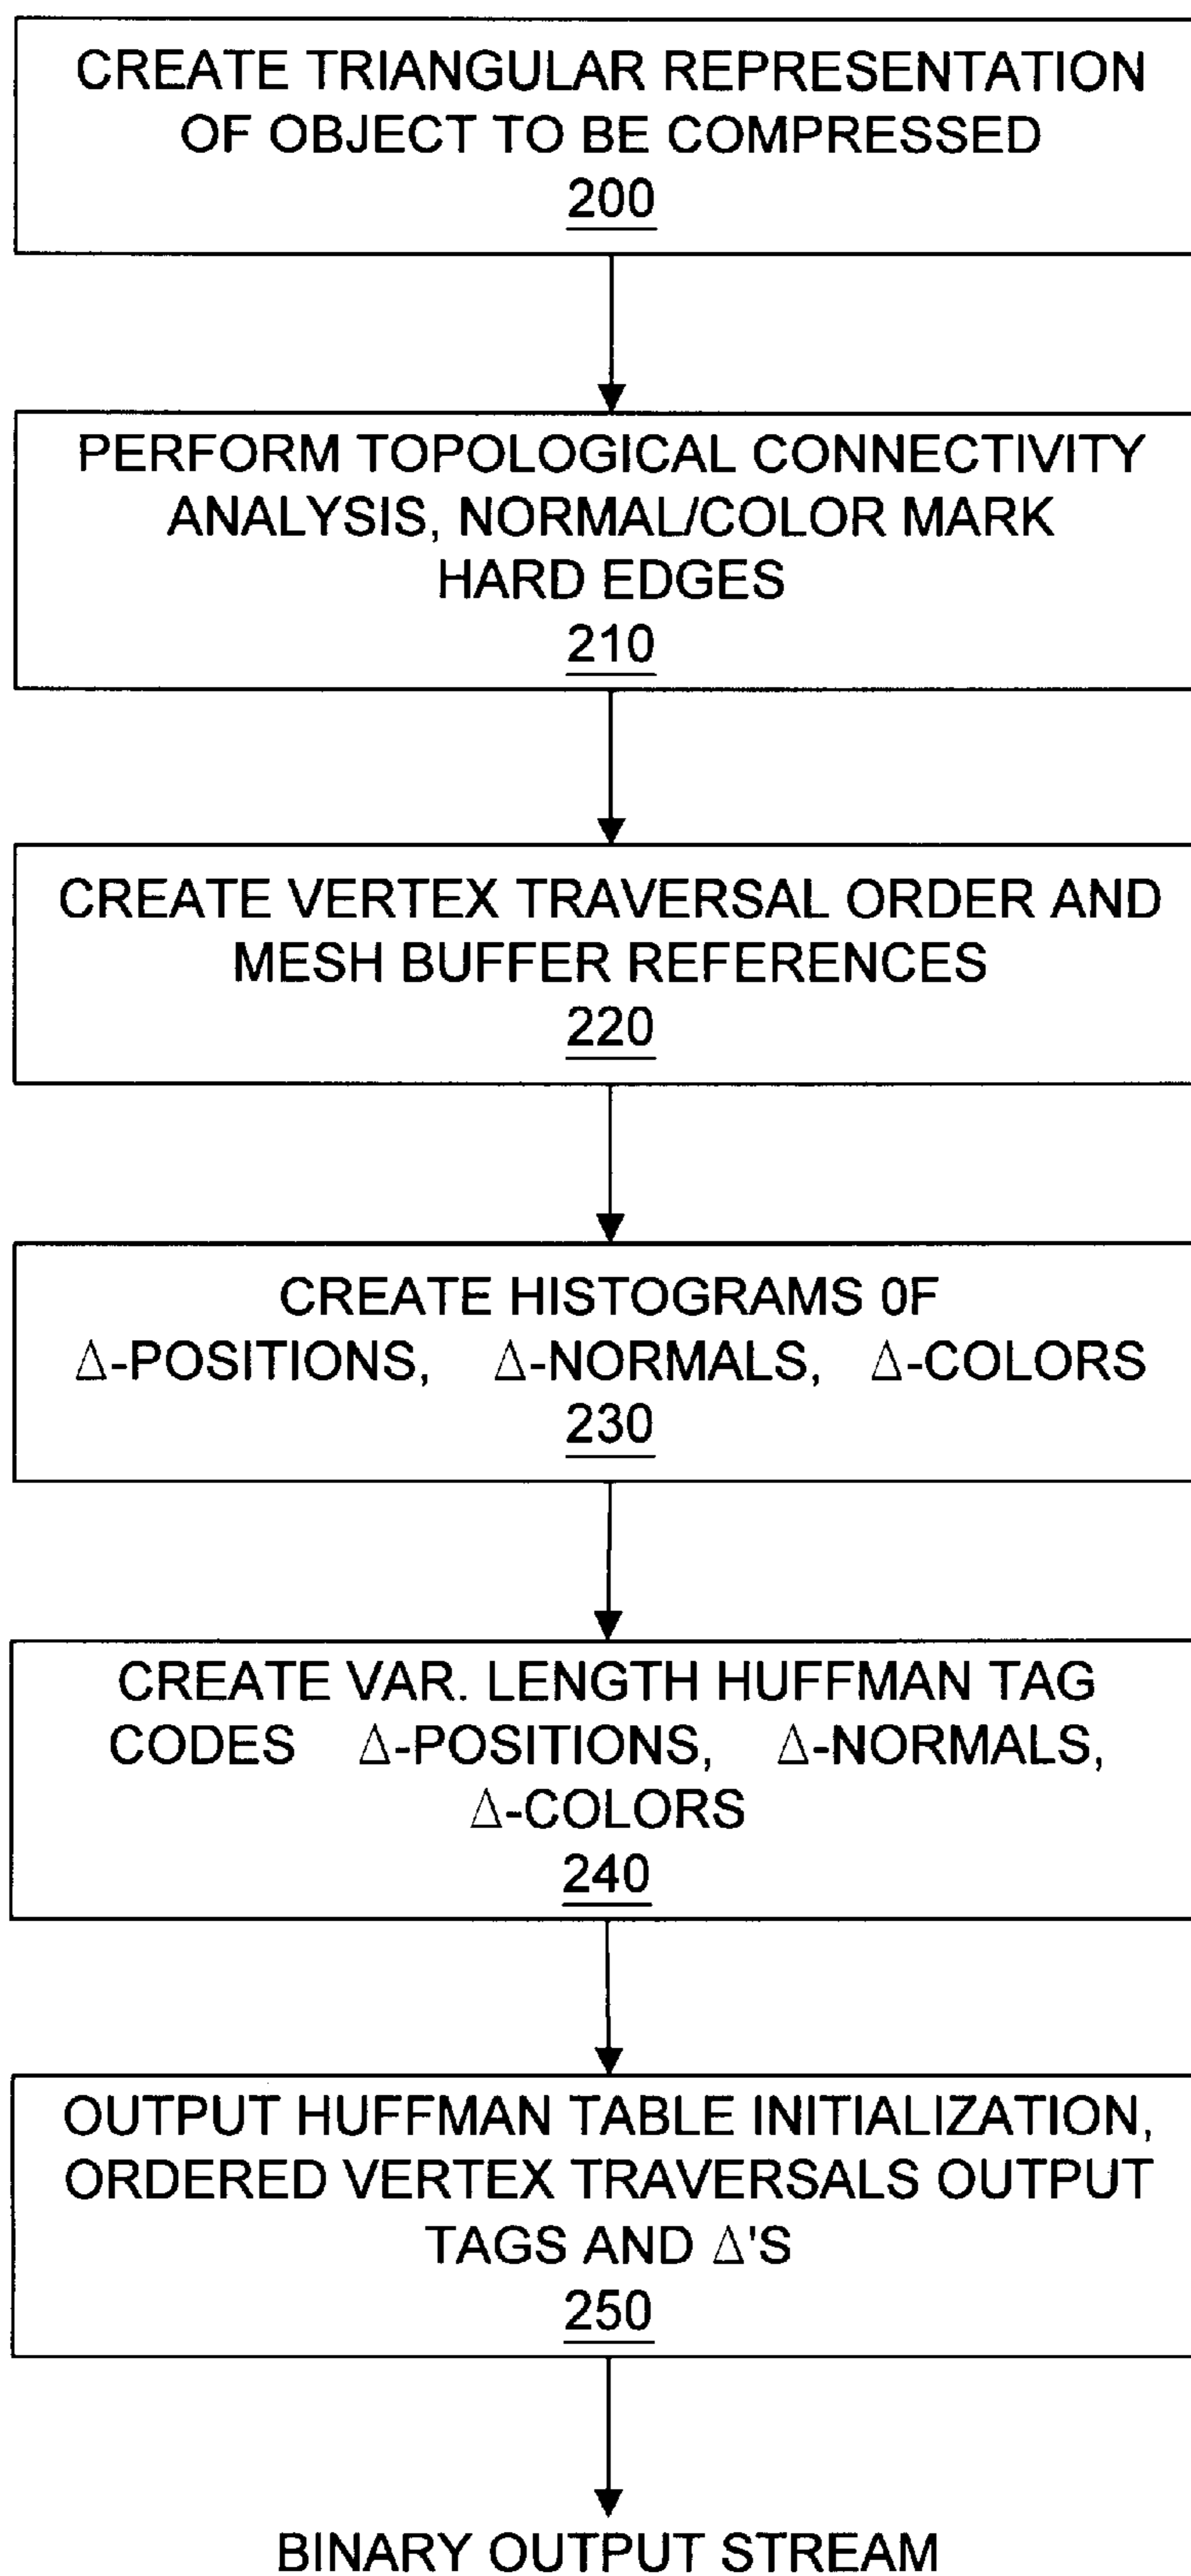 CREATE TRIANGULAR REPRESENTATION
OF OBJECT TO BE COMPRESSED
200
PERFORM TOPOLOGICAL CONNECTIVITY
ANALYSIS, NORMAL/COLOR MARK
HARD EDGES
210
CREATE VERTEX TRAVERSAL ORDER AND
MESH BUFFER REFERENCES
220
CREATE HISTOGRAMS 0F
Δ-POSITIONS, Δ-NORMALS, Δ-COLORS
230
CREATE VAR. LENGTH HUFFMAN TAG
CODES Δ-POSITIONS, Δ-NORMALS,
Δ-COLORS
240
OUTPUT HUFFMAN TABLE INITIALIZATION,
ORDERED VERTEX TRAVERSALS OUTPUT
TAGS AND Δ'S
250
BINARY OUTPUT STREAM